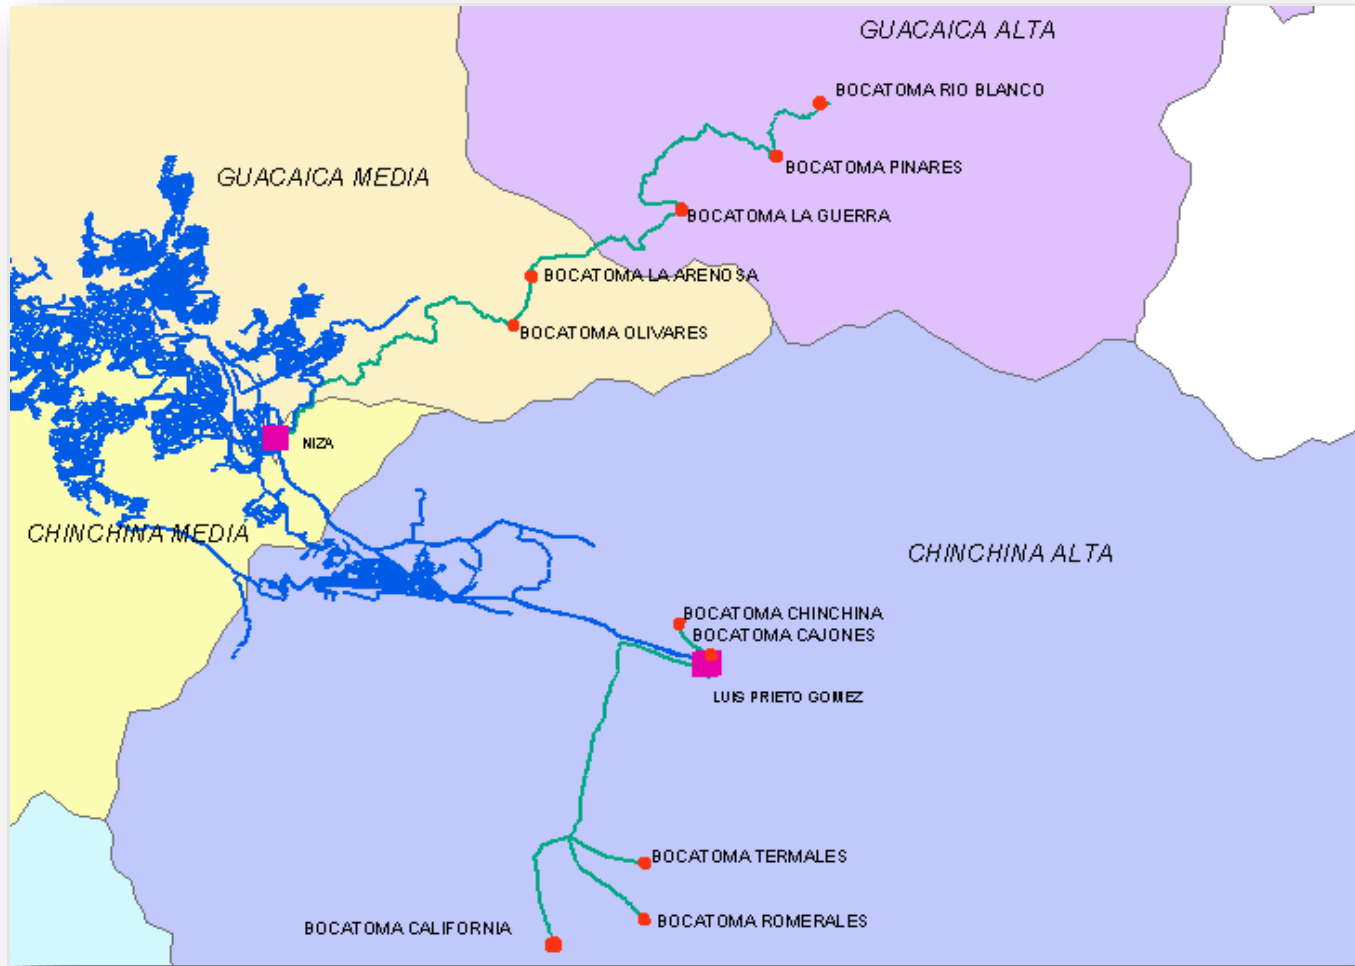 GUACAICA ALTA
BOCATOMA RIO BLANCO
BOCATOMA PINARES
GUACAICA MEDIA
BOCATOMA LA GUERRA
BOCATOMA LA ARENOSA
BOCATOMA OLIVARES
NIZA
CHINCHINA MEDIA
CHINCHINA ALTA
BOCATOMA CHINCHINA
BOCATOMA CAJONES
LUIS PRIETO GOMEZ
BOCATOMA TERMALES
BOCATOMA ROMERALES
BOCATOMA CALIFORNIA